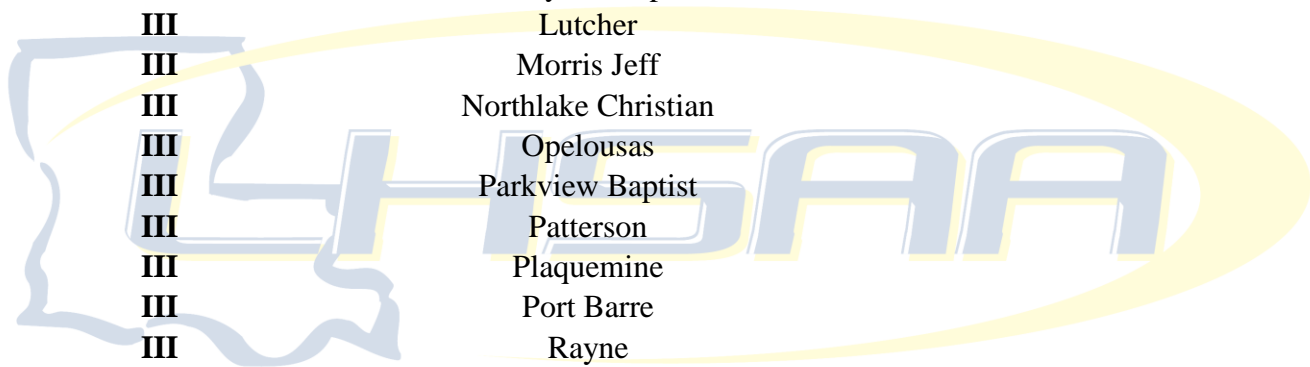 III Lutcher
III Morris Jeff
III Northlake Christian
III Opelousas
III Parkview Baptist
III Patterson
III Plaquemine
III Port Barre
III Rayne
LHSAA